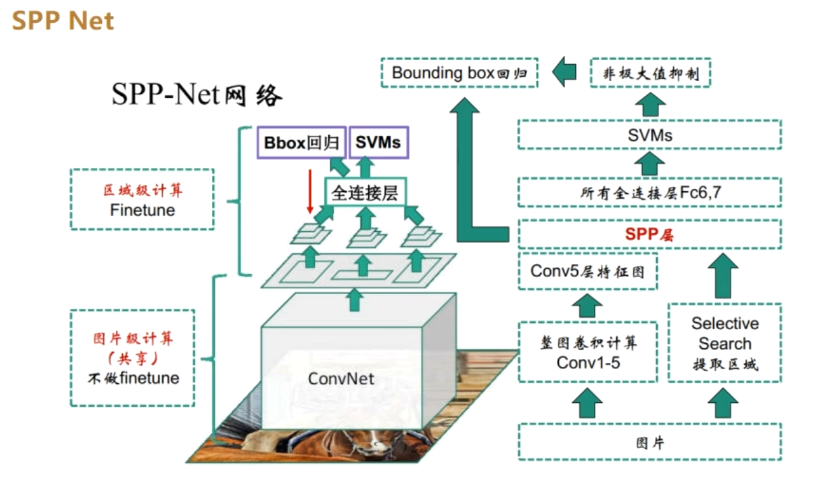 SPP Net
SPP-Net网络
Bbox回归
SVMs
区域级计算
Finetune
全连接层
图片级计算
(共享)
不做finetune
ConvNet
Bounding box回归
非极大值抑制
SVMs
所有全连接层Fc6,7
SPP层
Conv5层特征图
整图卷积计算
Conv1-5
Selective
Search
提取区域
图片